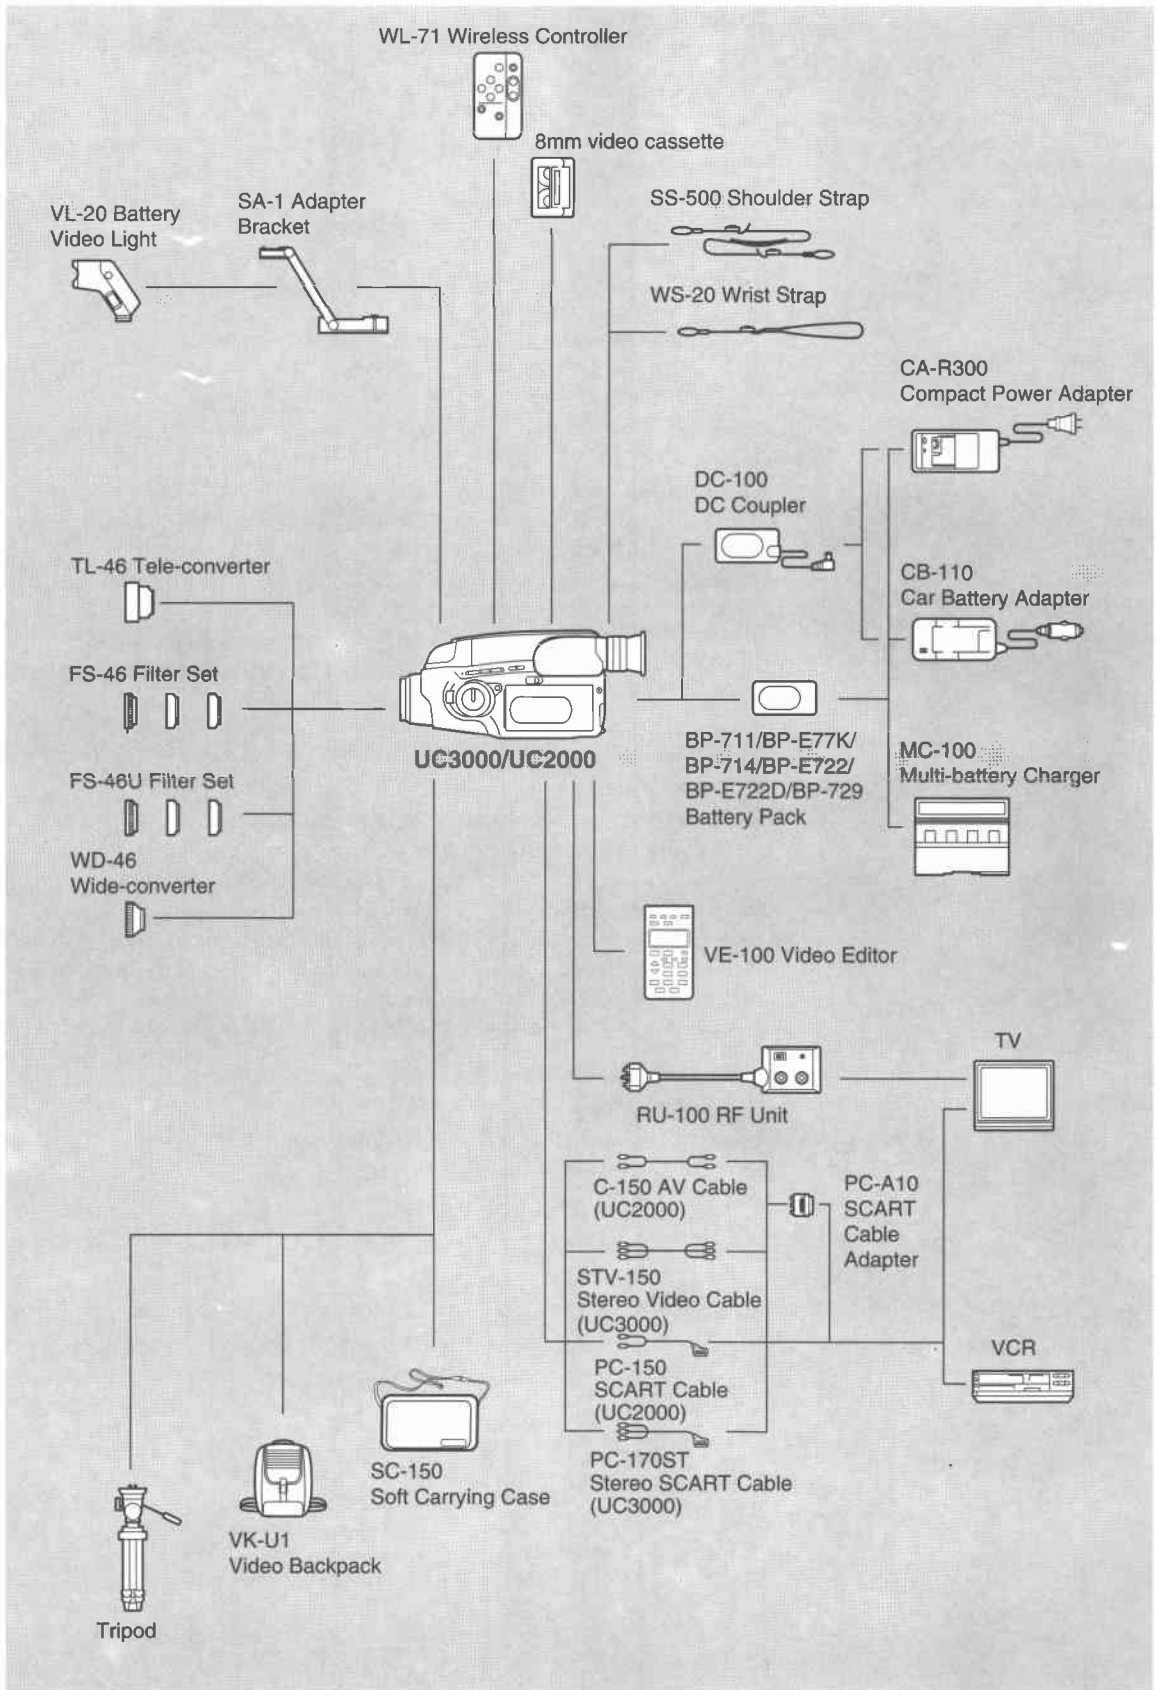 WL-71 Wireless Controller
8mm video cassette
SS-500 Shoulder Strap
SA-1 Adapter
Bracket
VL-20 Battery
Video Light
WS-20 Wrist Strap
CA-R300
Compact Power Adapter
DC-100
DC Coupler
TL-46 Tele-converter
CB-110
Car Battery Adapter
FS-46 Filter Set
UC3000/UC2000
BP-711/BP-E77K/
BP-714/BP-E722/
BP-E722D/BP-729
Battery Pack
MC-100
Multi-battery Charger
FS-46U Filter Set
WD-46
Wide-converter
VE-100 Video Editor
TV
RU-100 RF Unit
C-150 AV Cable
(UC2000)
PC-A10
SCART
Cable
Adapter
STV-150
Stereo Video Cable
(UC3000)
VCR
PC-150
SCART Cable
(UC2000)
PC-170ST
Stereo SCART Cable
(UC3000)
SC-150
Soft Carrying Case
VK-U1
Video Backpack
Tripod